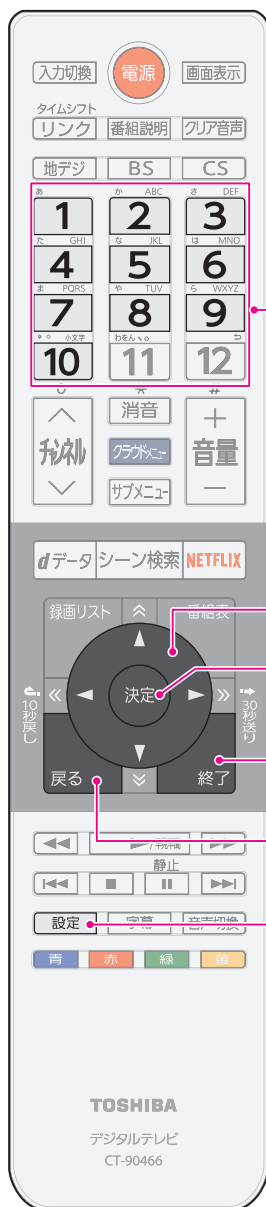 入力切換 電源 画面表示
タイムシフト
リンク 番組説明 クリア音声
地デジ BS CS
あ か ABC さ DEF
1 2 3
た GHI な JKL は MNO
4 5 6
ま PQRS や TUV ら WXYZ
7 8 9
小文字 わをん
10 11 12
チャンネル 消音 + 音量 −
クラウドメニュー
サブメニュー
dデータ シーン検索 NETFLIX
録画リスト 番組表
10秒戻し 決定 30秒送り
戻る 終了
静止
設定 字幕 音声切換
青 赤 緑 黄
TOSHIBA
デジタルテレビ
CT-90466